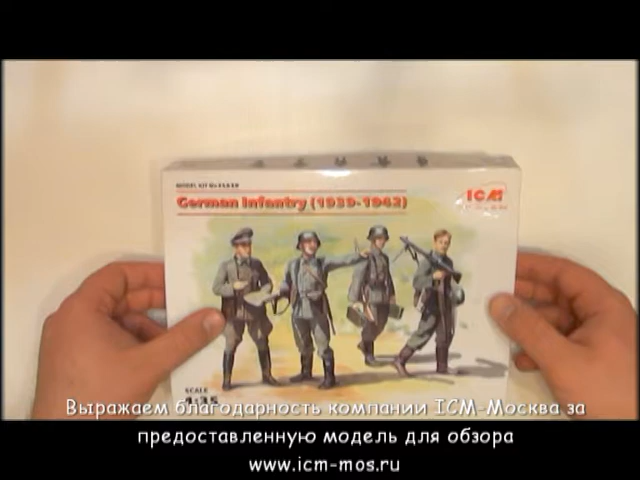 German Infantry (1939-1942)
ICM
SCALE
1:35
Выражаем благодарность компании ICM-Москва за
предоставленную модель для обзора
www.icm-mos.ru